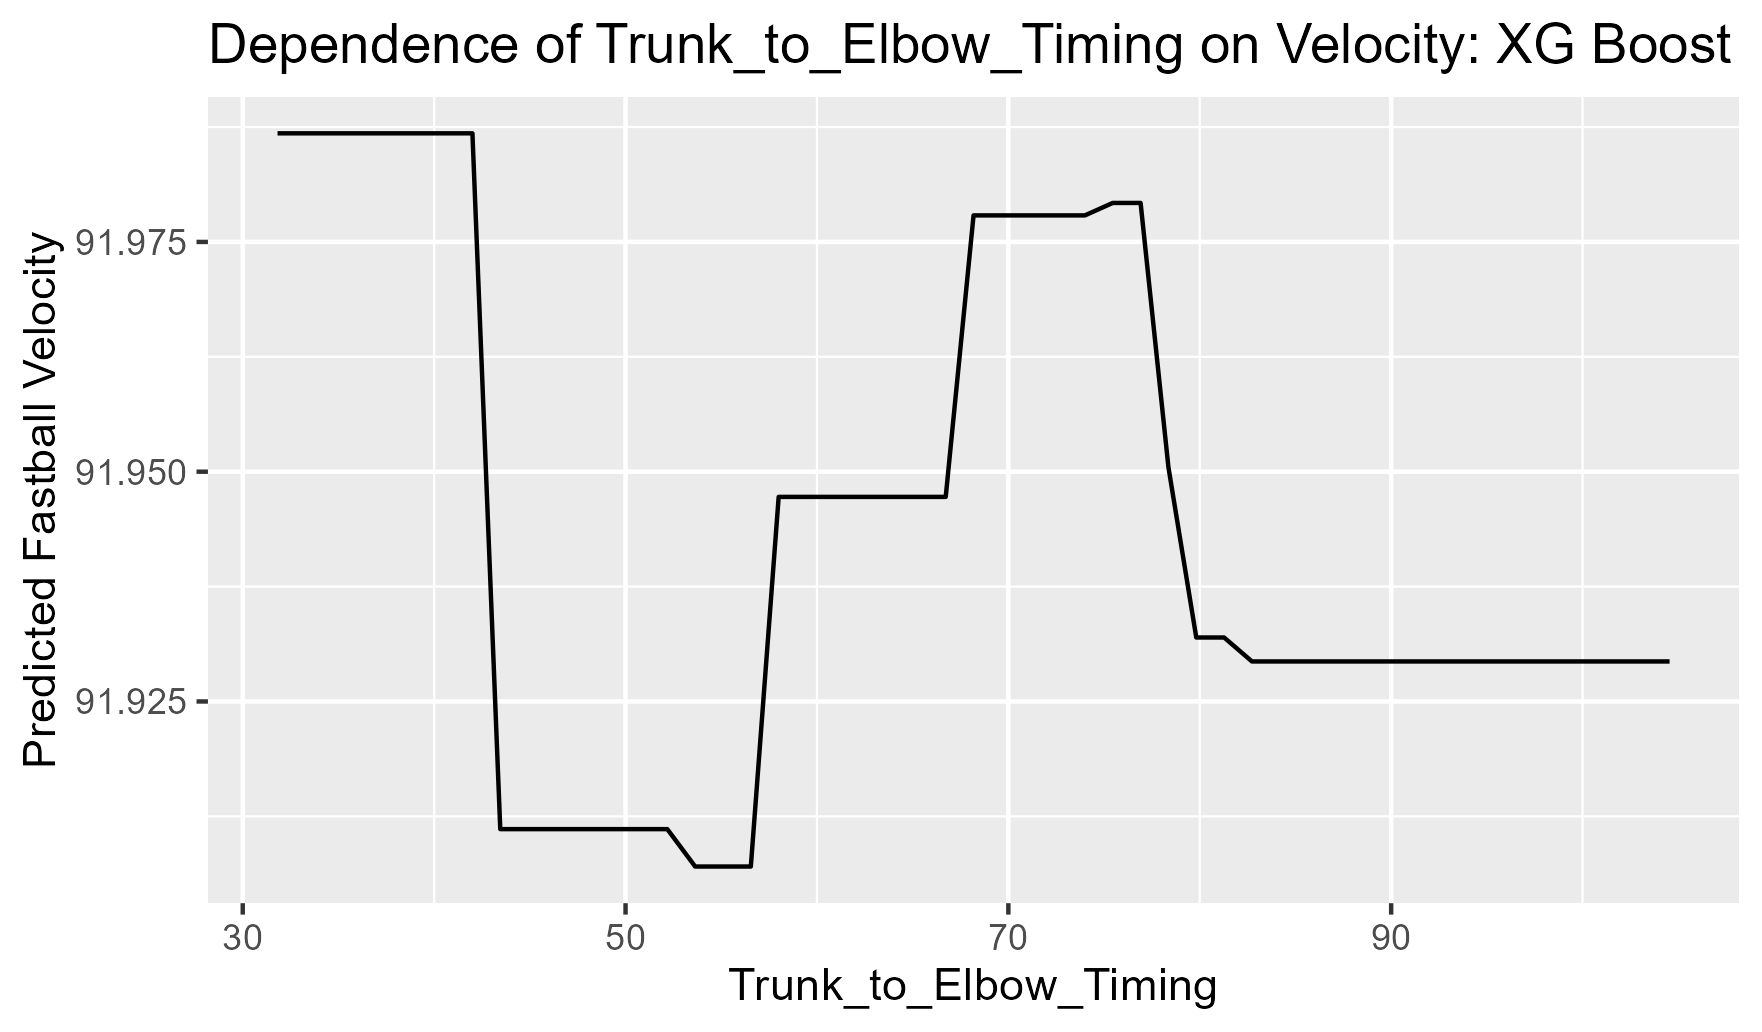 Dependence of Trunk_to_Elbow_Timing on Velocity: XG Boost
Predicted Fastball Velocity
91.975
91.950
91.925
30
50
70
90
Trunk_to_Elbow_Timing